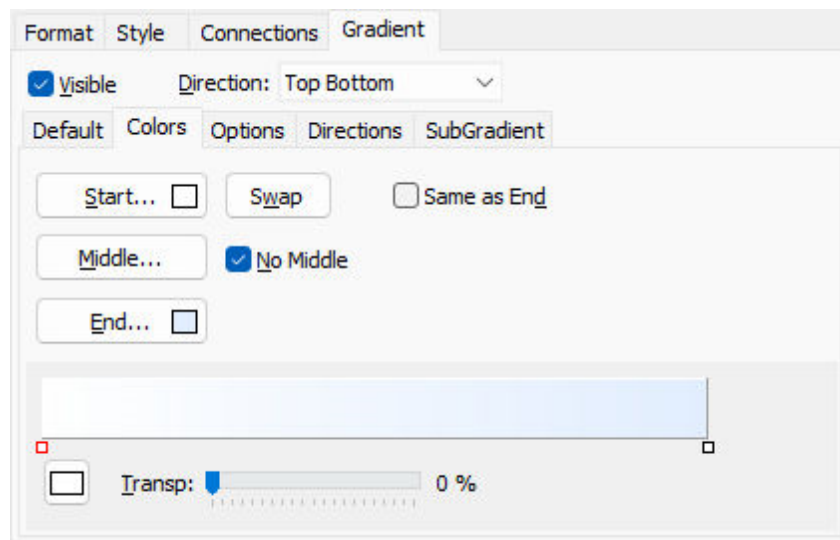 Format Style Connections Gradient
Visible Direction: Top Bottom
Default Colors Options Directions SubGradient
Start... Swap Same as End
Middle... No Middle
End...
Transp: 0 %